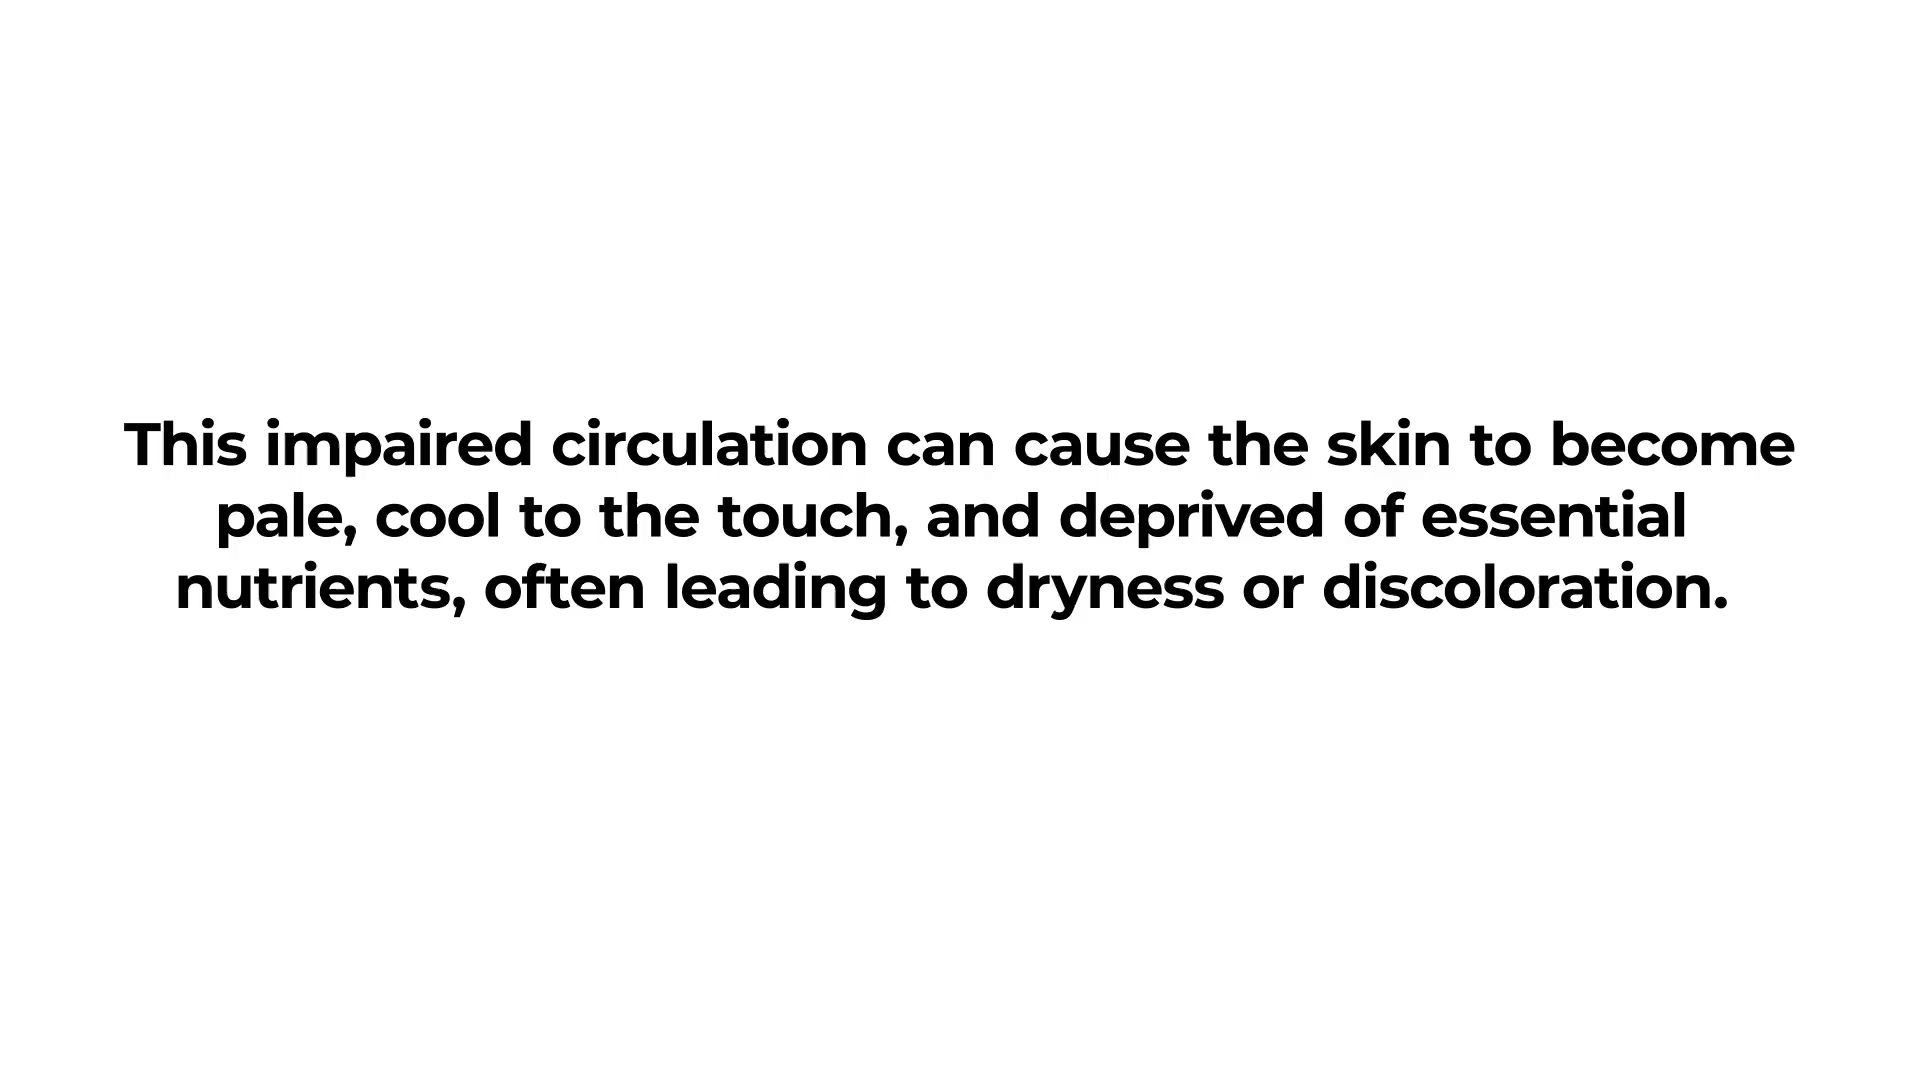 This impaired circulation can cause the skin to become
pale, cool to the touch, and deprived of essential
nutrients, often leading to dryness or discoloration.